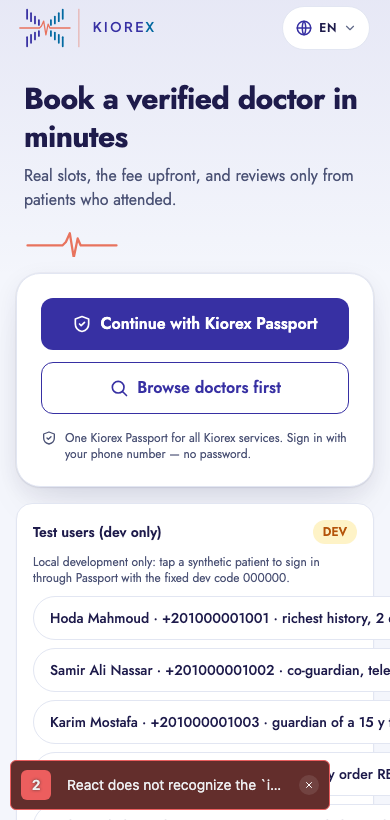 KIOREX
EN
Book a verified doctor in
minutes
Real slots, the fee upfront, and reviews only from
patients who attended.
Continue with Kiorex Passport
Browse doctors first
One Kiorex Passport for all Kiorex services. Sign in with
your phone number — no password.
Test users (dev only)
DEV
Local development only: tap a synthetic patient to sign in
through Passport with the fixed dev code 000000.
Hoda Mahmoud · +201000001001 · richest history, 2
Samir Ali Nassar · +201000001002 · co-guardian, tele
Karim Mostafa · +201000001003 · guardian of a 15 y
y order RE
2
React does not recognize the `i...